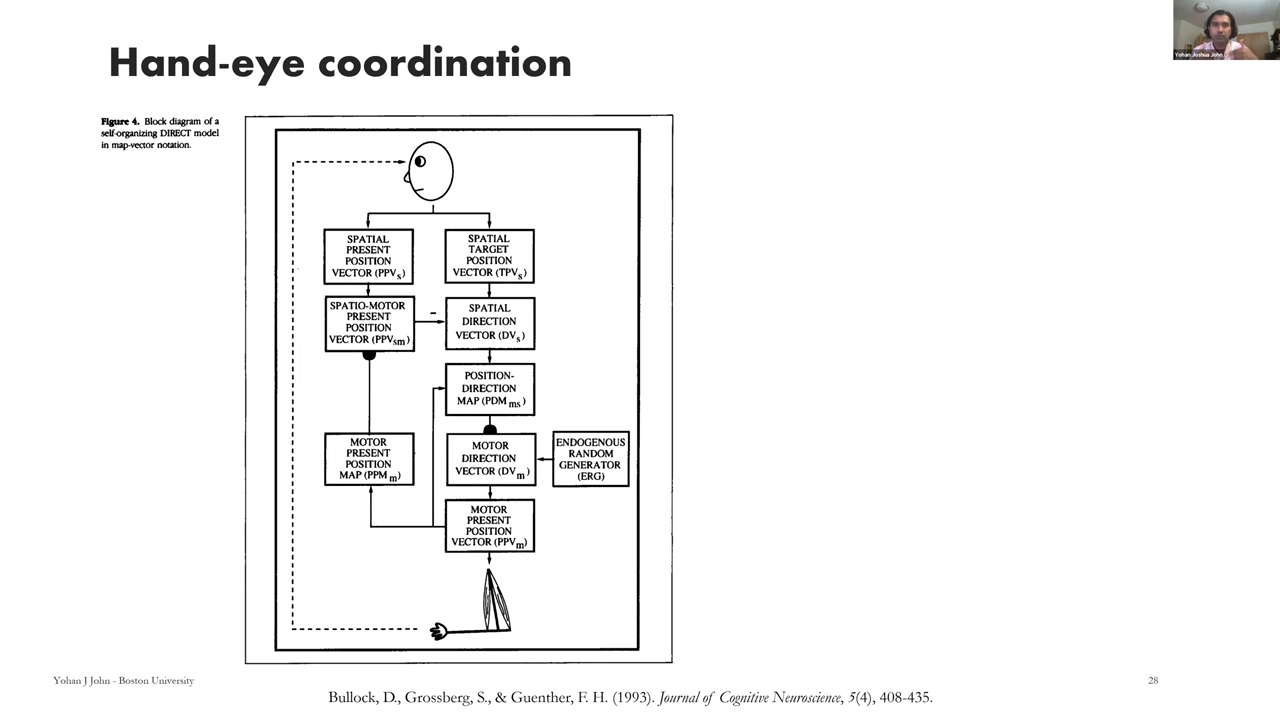 Hand-eye coordination
Yohan Joshua John
Figure 4. Block diagram of a
self-organizing DIRECT model
in map-vector notation.
SPATIAL
PRESENT
POSITION
VECTOR (PPVs)
SPATIAL
TARGET
POSITION
VECTOR (TPVs)
SPATIO-MOTOR
PRESENT
POSITION
VECTOR (PPVsm)
–
SPATIAL
DIRECTION
VECTOR (DVs)
POSITION-
DIRECTION
MAP (PDMms)
MOTOR
PRESENT
POSITION
MAP (PPMm)
MOTOR
DIRECTION
VECTOR (DVm)
ENDOGENOUS
RANDOM
GENERATOR
(ERG)
MOTOR
PRESENT
POSITION
VECTOR (PPVm)
Yohan J John - Boston University
28
Bullock, D., Grossberg, S., & Guenther, F. H. (1993). Journal of Cognitive Neuroscience, 5(4), 408-435.